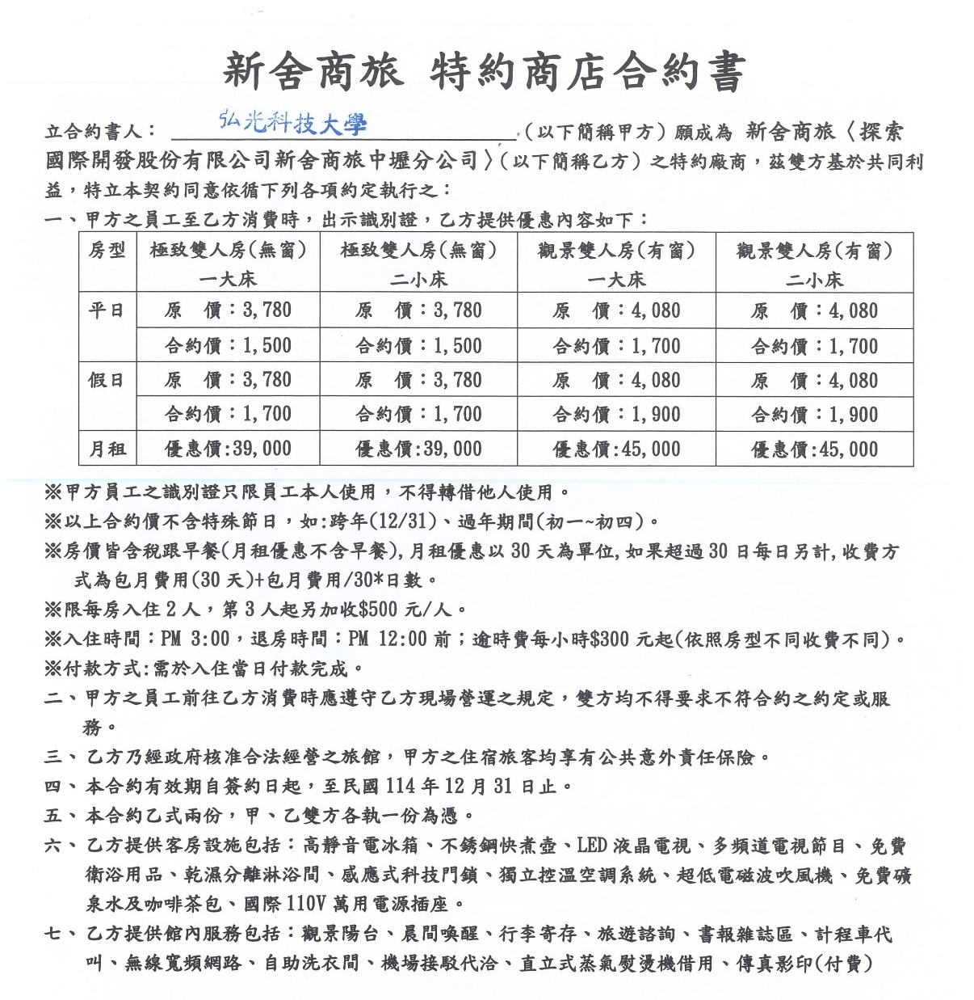 新舍商旅 特約商店合約書
立合約書人： 弘光科技大學 （以下簡稱甲方）願成為 新舍商旅〈探索
國際開發股份有限公司新舍商旅中壢分公司〉（以下簡稱乙方）之特約廠商，茲雙方基於共同利
益，特立本契約同意依循下列各項約定執行之：
一、甲方之員工至乙方消費時，出示識別證，乙方提供優惠內容如下：
房型 極致雙人房(無窗) 極致雙人房(無窗) 觀景雙人房(有窗) 觀景雙人房(有窗)
一大床 二小床 一大床 二小床
平日 原 價：3,780 原 價：3,780 原 價：4,080 原 價：4,080
合約價：1,500 合約價：1,500 合約價：1,700 合約價：1,700
假日 原 價：3,780 原 價：3,780 原 價：4,080 原 價：4,080
合約價：1,700 合約價：1,700 合約價：1,900 合約價：1,900
月租 優惠價:39,000 優惠價:39,000 優惠價:45,000 優惠價:45,000
※甲方員工之識別證只限員工本人使用，不得轉借他人使用。
※以上合約價不含特殊節日，如:跨年(12/31)、過年期間(初一~初四)。
※房價皆含稅跟早餐(月租優惠不含早餐),月租優惠以30天為單位,如果超過30日每日另計,收費方
式為包月費用(30天)+包月費用/30*日數。
※限每房入住2人，第3人起另加收$500元/人。
※入住時間：PM 3:00，退房時間：PM 12:00前；逾時費每小時$300元起(依照房型不同收費不同)。
※付款方式:需於入住當日付款完成。
二、甲方之員工前往乙方消費時應遵守乙方現場營運之規定，雙方均不得要求不符合約之約定或服
務。
三、乙方乃經政府核准合法經營之旅館，甲方之住宿旅客均享有公共意外責任保險。
四、本合約有效期自簽約日起，至民國114年12月31日止。
五、本合約乙式兩份，甲、乙雙方各執一份為憑。
六、乙方提供客房設施包括：高靜音電冰箱、不銹鋼快煮壺、LED液晶電視、多頻道電視節目、免費
衛浴用品、乾濕分離淋浴間、感應式科技門鎖、獨立控溫空調系統、超低電磁波吹風機、免費礦
泉水及咖啡茶包、國際110V萬用電源插座。
七、乙方提供館內服務包括：觀景陽台、晨間喚醒、行李寄存、旅遊諮詢、書報雜誌區、計程車代
叫、無線寬頻網路、自助洗衣間、機場接駁代洽、直立式蒸氣熨燙機借用、傳真影印(付費)